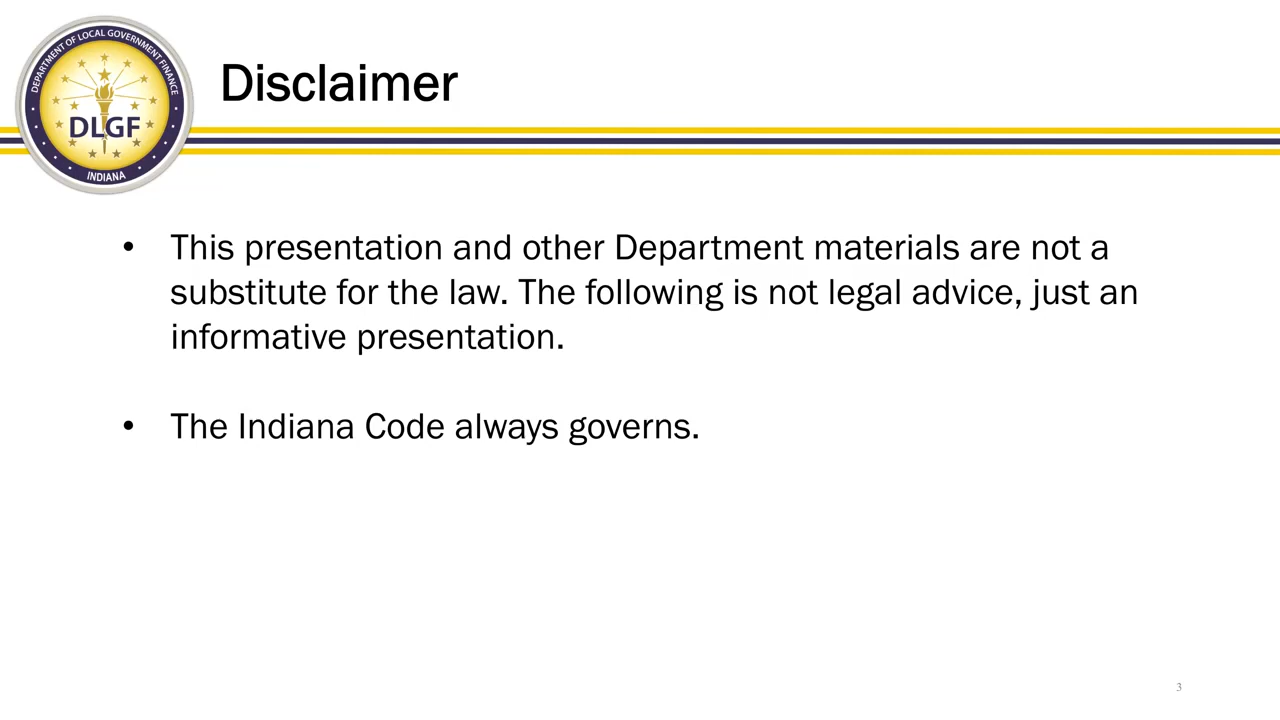 DEPARTMENT OF LOCAL GOVERNMENT FINANCE
DLGF
INDIANA
Disclaimer
• This presentation and other Department materials are not a
substitute for the law. The following is not legal advice, just an
informative presentation.
• The Indiana Code always governs.
3